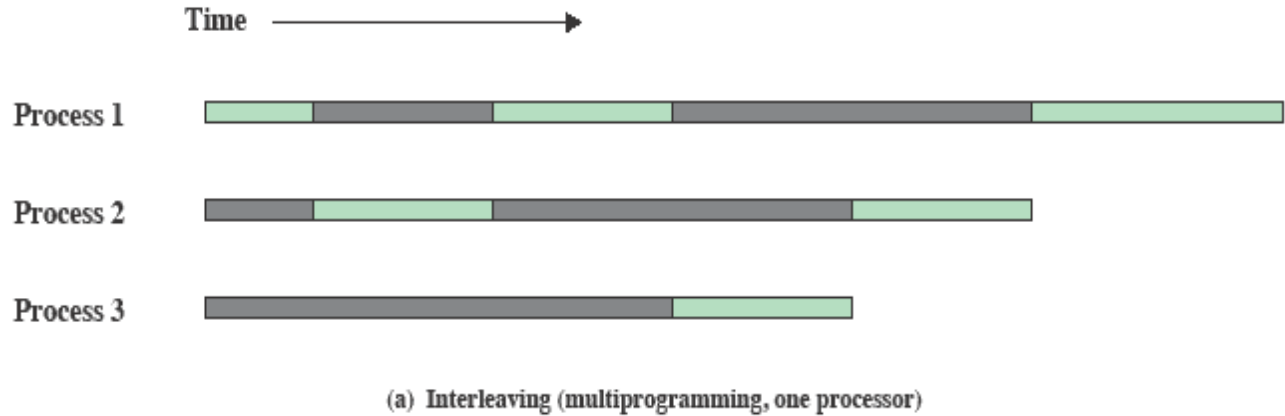 Time
Process 1
Process 2
Process 3
(a) Interleaving (multiprogramming, one processor)